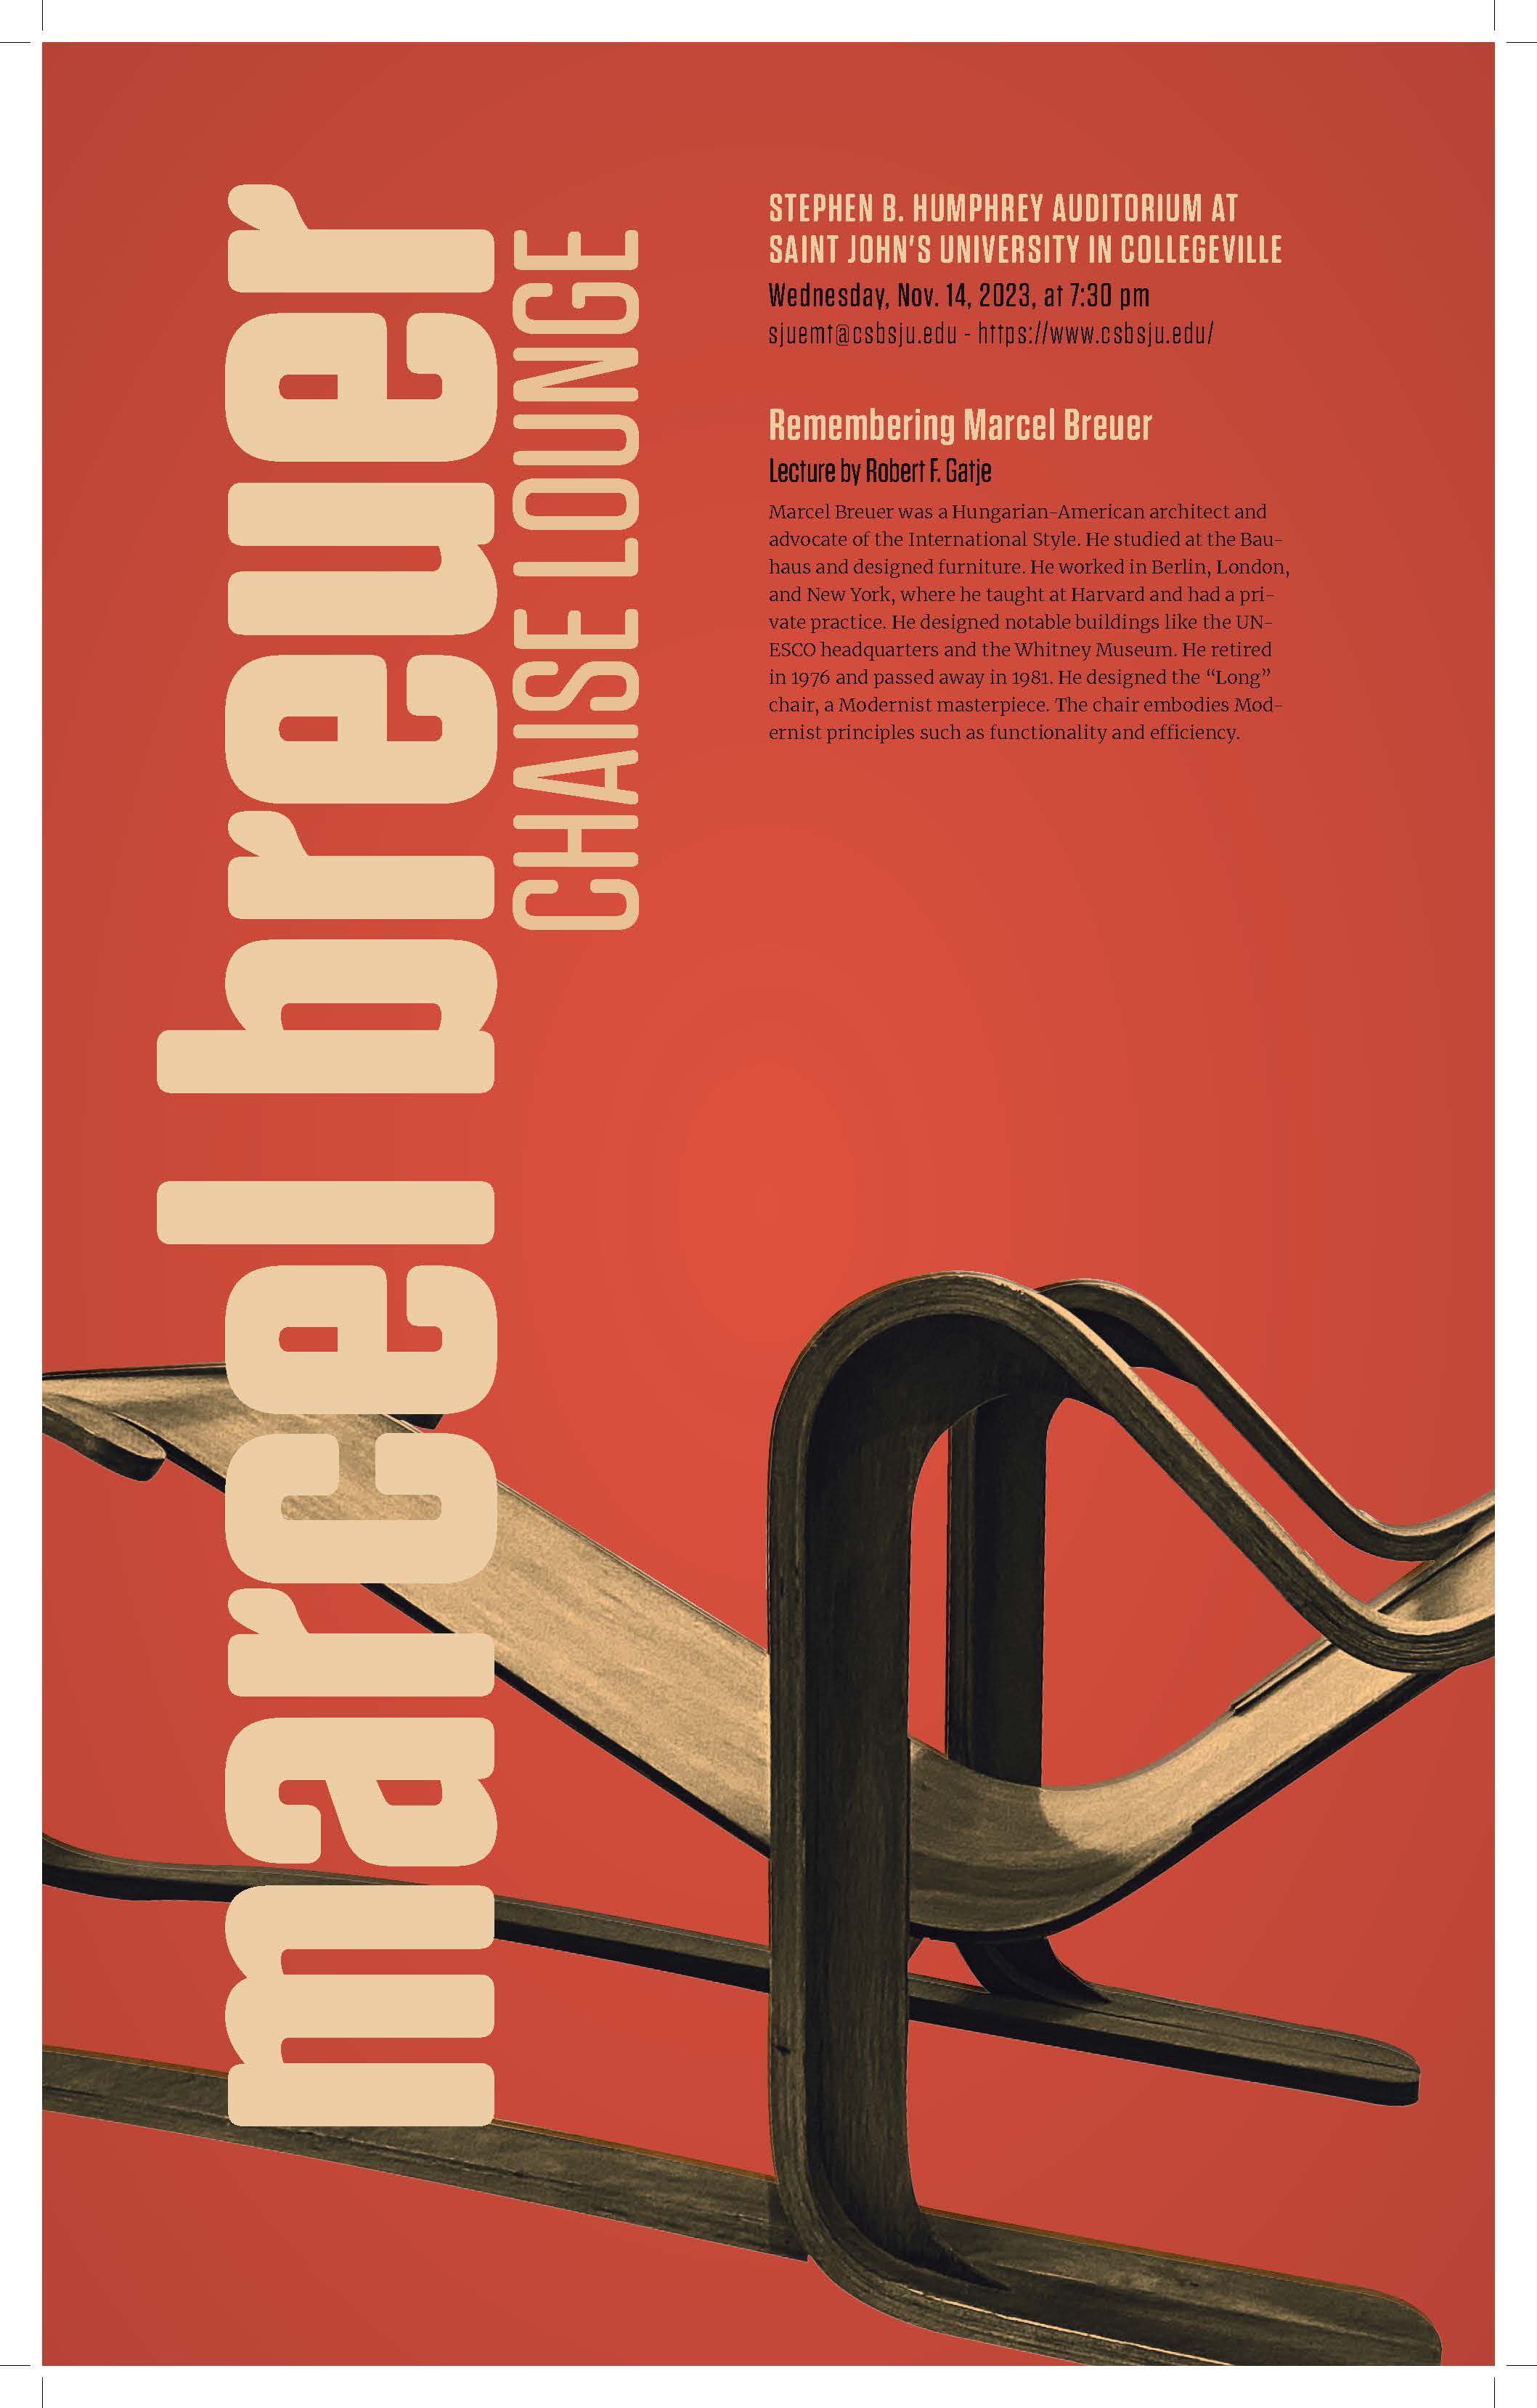 marcel breuer
CHAISE LOUNGE
STEPHEN B. HUMPHREY AUDITORIUM AT
SAINT JOHN'S UNIVERSITY IN COLLEGEVILLE
Wednesday, Nov. 14, 2023, at 7:30 pm
sjuemt@csbsju.edu - https://www.csbsju.edu/
Remembering Marcel Breuer
Lecture by Robert F. Gatje
Marcel Breuer was a Hungarian-American architect and
advocate of the International Style. He studied at the Bau-
haus and designed furniture. He worked in Berlin, London,
and New York, where he taught at Harvard and had a pri-
vate practice. He designed notable buildings like the UN-
ESCO headquarters and the Whitney Museum. He retired
in 1976 and passed away in 1981. He designed the “Long”
chair, a Modernist masterpiece. The chair embodies Mod-
ernist principles such as functionality and efficiency.